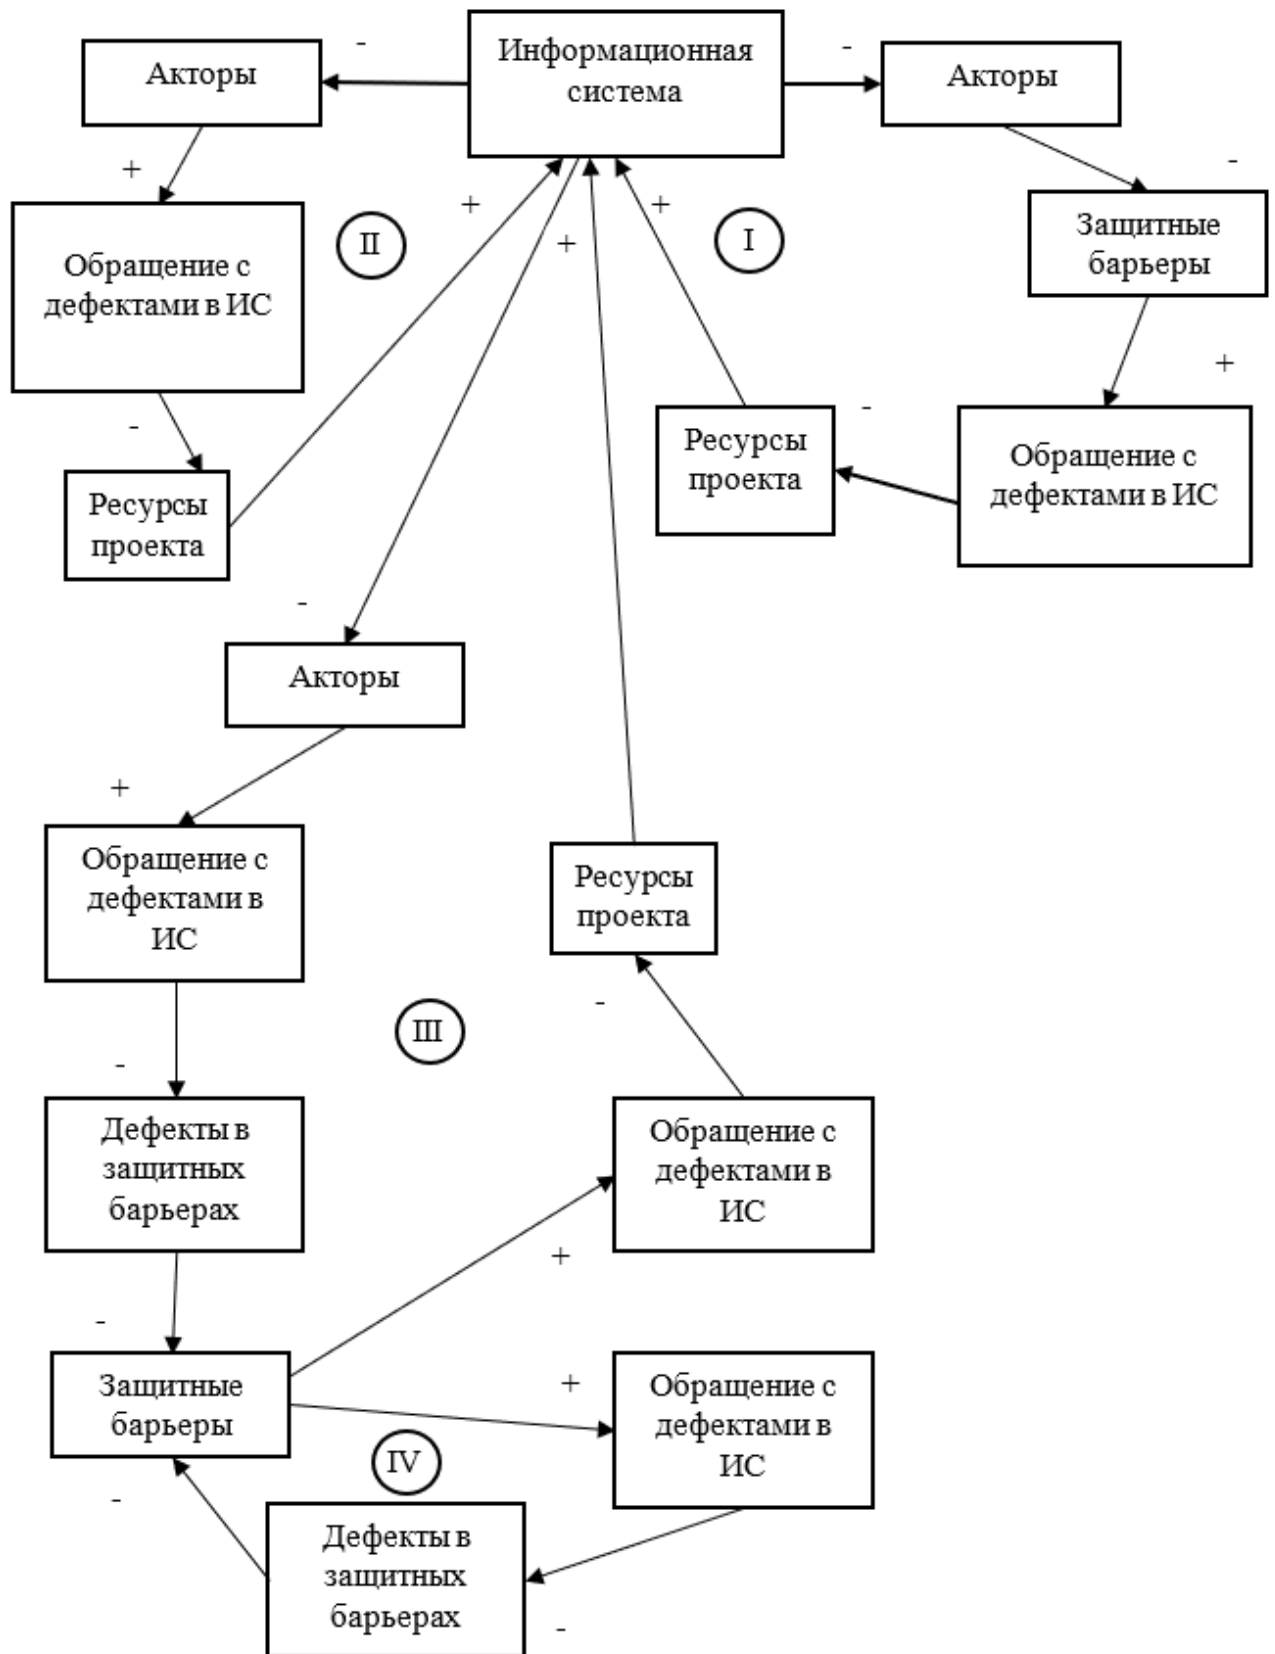 -
Информационная
система
-
Акторы
Акторы
+
-
+
+
+
II
I
Защитные
барьеры
Обращение с
дефектами в ИС
+
-
-
Ресурсы
проекта
Обращение с
дефектами в ИС
Ресурсы
проекта
-
Акторы
+
Обращение с
дефектами в
ИС
Ресурсы
проекта
-
III
-
Дефекты в
защитных
барьерах
Обращение с
дефектами в
ИС
+
-
Защитные
барьеры
+
Обращение с
дефектами в
ИС
IV
-
Дефекты в
защитных
барьерах
-